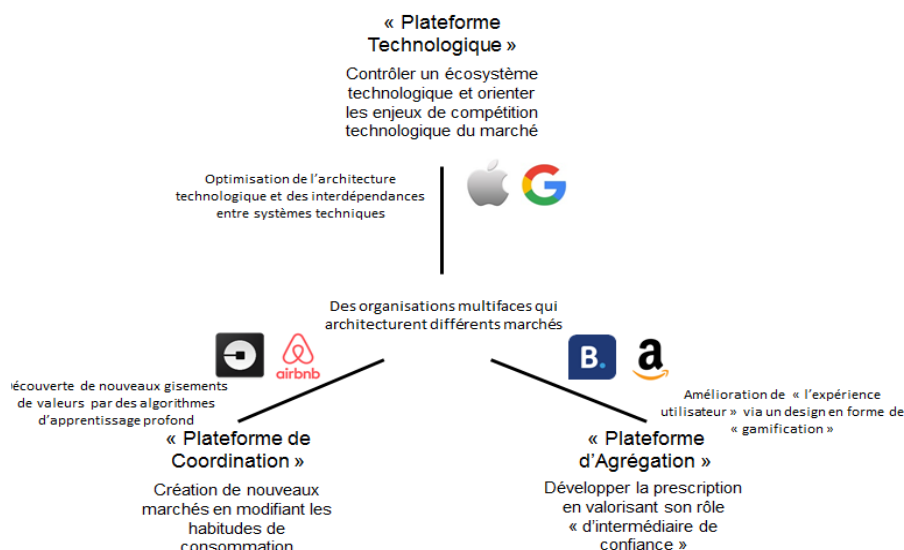 « Plateforme
Technologique »
Contrôler un écosystème
technologique et orienter
les enjeux de compétition
technologique du marché
Optimisation de l'architecture
technologique et des interdépendances
entre systèmes techniques
Des organisations multifaces qui
architecturent différents marchés
airbnb
B.
a
écouverte de nouveaux gisements
de valeurs par des algorithmes
d'apprentissage profond
Amélioration de « l'expérience
utilisateur » via un design en forme de
« gamification »
« Plateforme de
Coordination »
Création de nouveaux
marchés en modifiant les
habitudes de
consommation
« Plateforme
d'Agrégation »
Développer la prescription
en valorisant son rôle
« d'intermédiaire de
confiance »